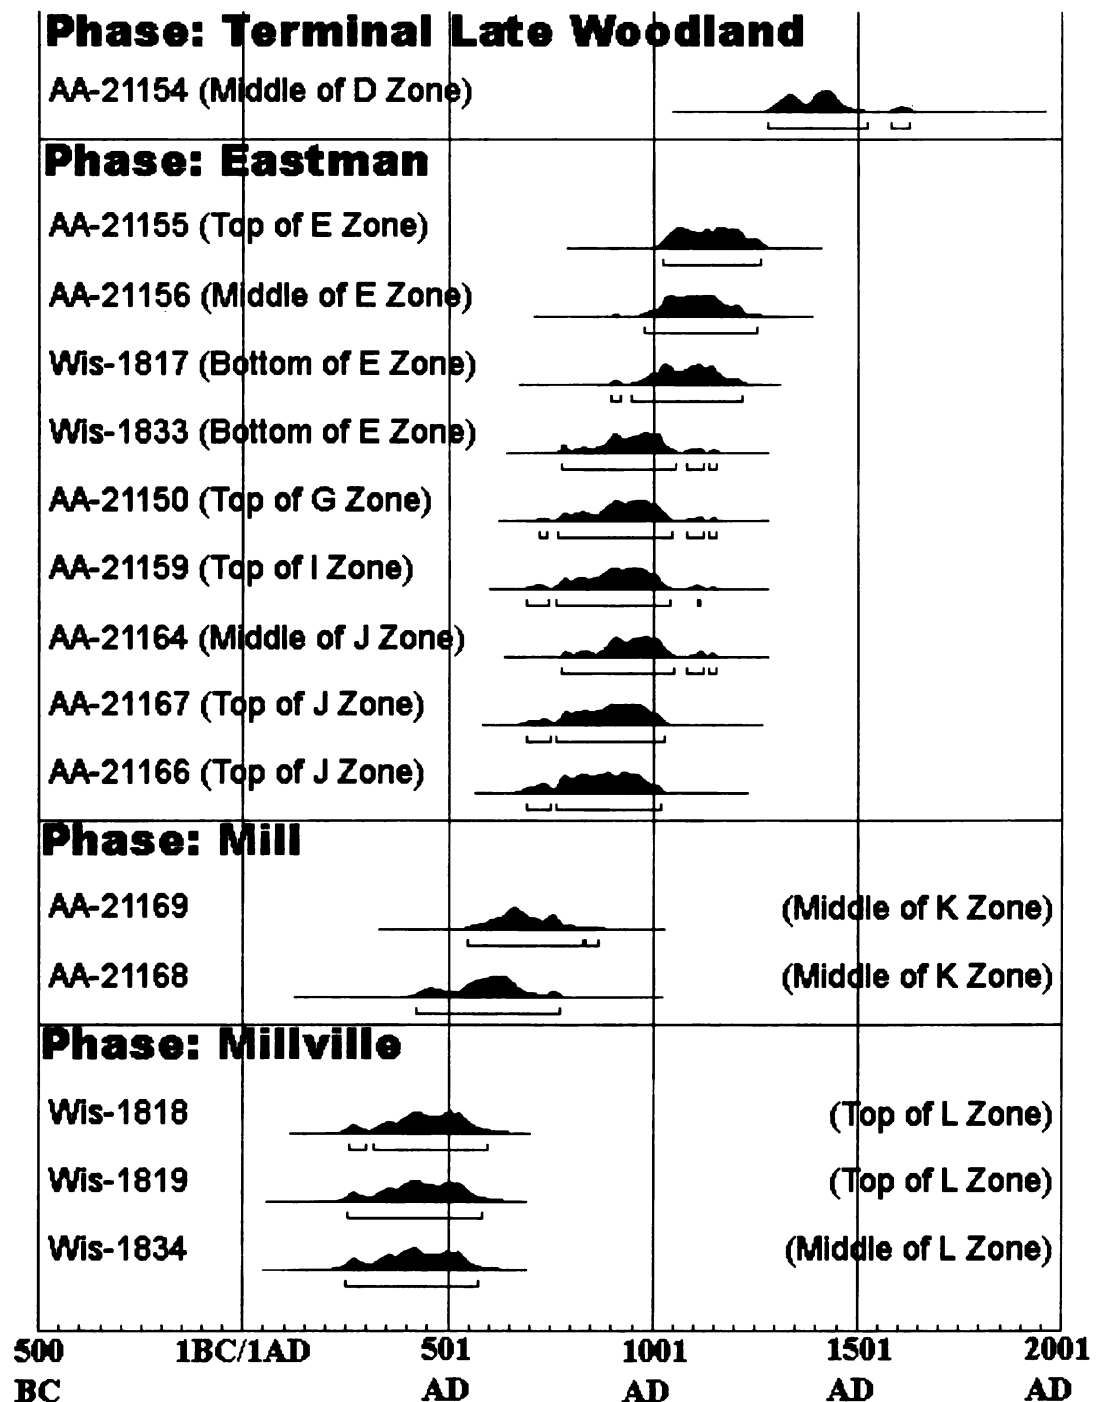 Phase: Terminal Late Woodland
AA-21154 (Middle of D Zone)
Phase: Eastman
AA-21155 (Top of E Zone)
AA-21156 (Middle of E Zone)
Wis-1817 (Bottom of E Zone)
Wis-1833 (Bottom of E Zone)
AA-21150 (Top of G Zone)
AA-21159 (Top of I Zone)
AA-21164 (Middle of J Zone)
AA-21167 (Top of J Zone)
AA-21166 (Top of J Zone)
Phase: Mill
AA-21169 (Middle of K Zone)
AA-21168 (Middle of K Zone)
Phase: Millville
Wis-1818 (Top of L Zone)
Wis-1819 (Top of L Zone)
Wis-1834 (Middle of L Zone)
500 1BC/1AD 501 1001 1501 2001
BC AD AD AD AD